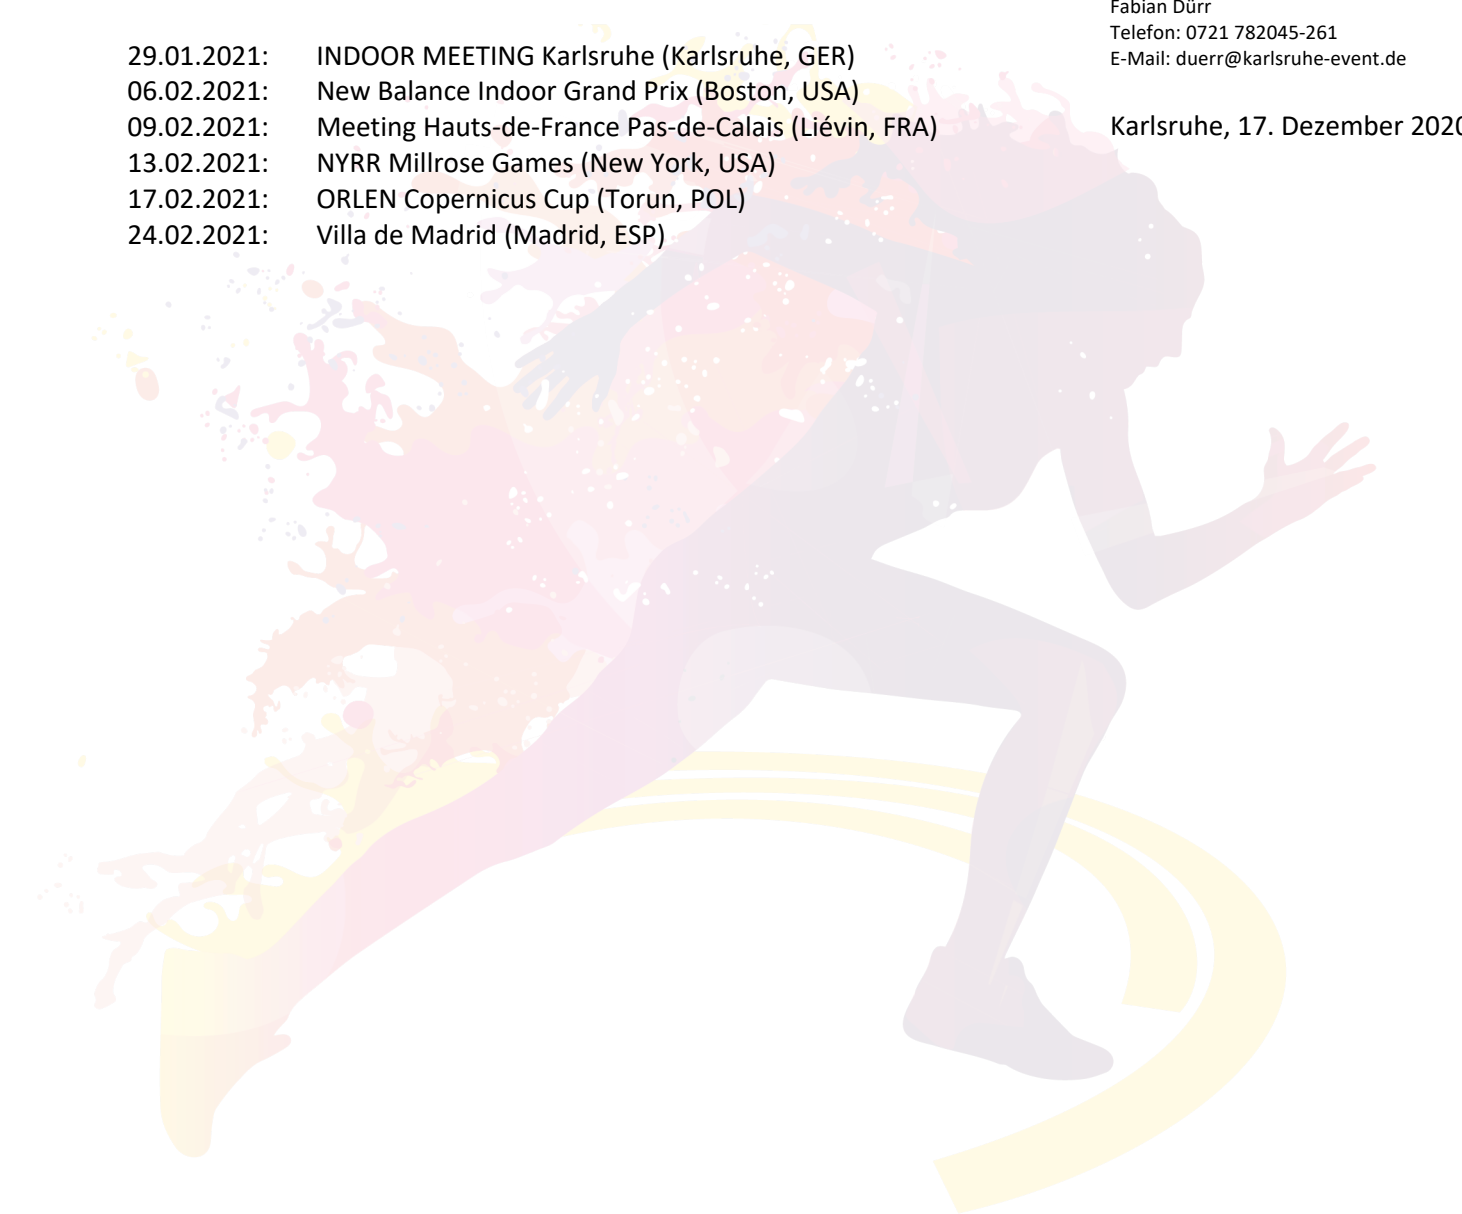 Fabian Dürr
Telefon: 0721 782045-261
E-Mail: duerr@karlsruhe-event.de
Karlsruhe, 17. Dezember 2020
29.01.2021: INDOOR MEETING Karlsruhe (Karlsruhe, GER)
06.02.2021: New Balance Indoor Grand Prix (Boston, USA)
09.02.2021: Meeting Hauts-de-France Pas-de-Calais (Liévin, FRA)
13.02.2021: NYRR Millrose Games (New York, USA)
17.02.2021: ORLEN Copernicus Cup (Torun, POL)
24.02.2021: Villa de Madrid (Madrid, ESP)